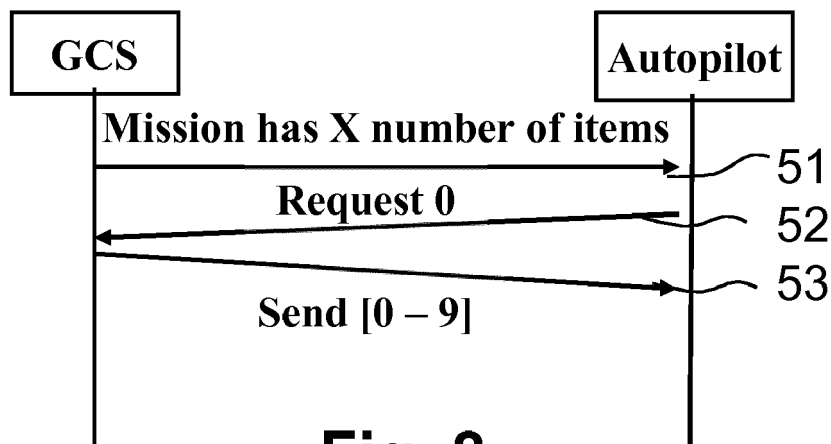 GCS
Autopilot
Mission has X number of items
51
Request 0
52
53
Send [0 – 9]